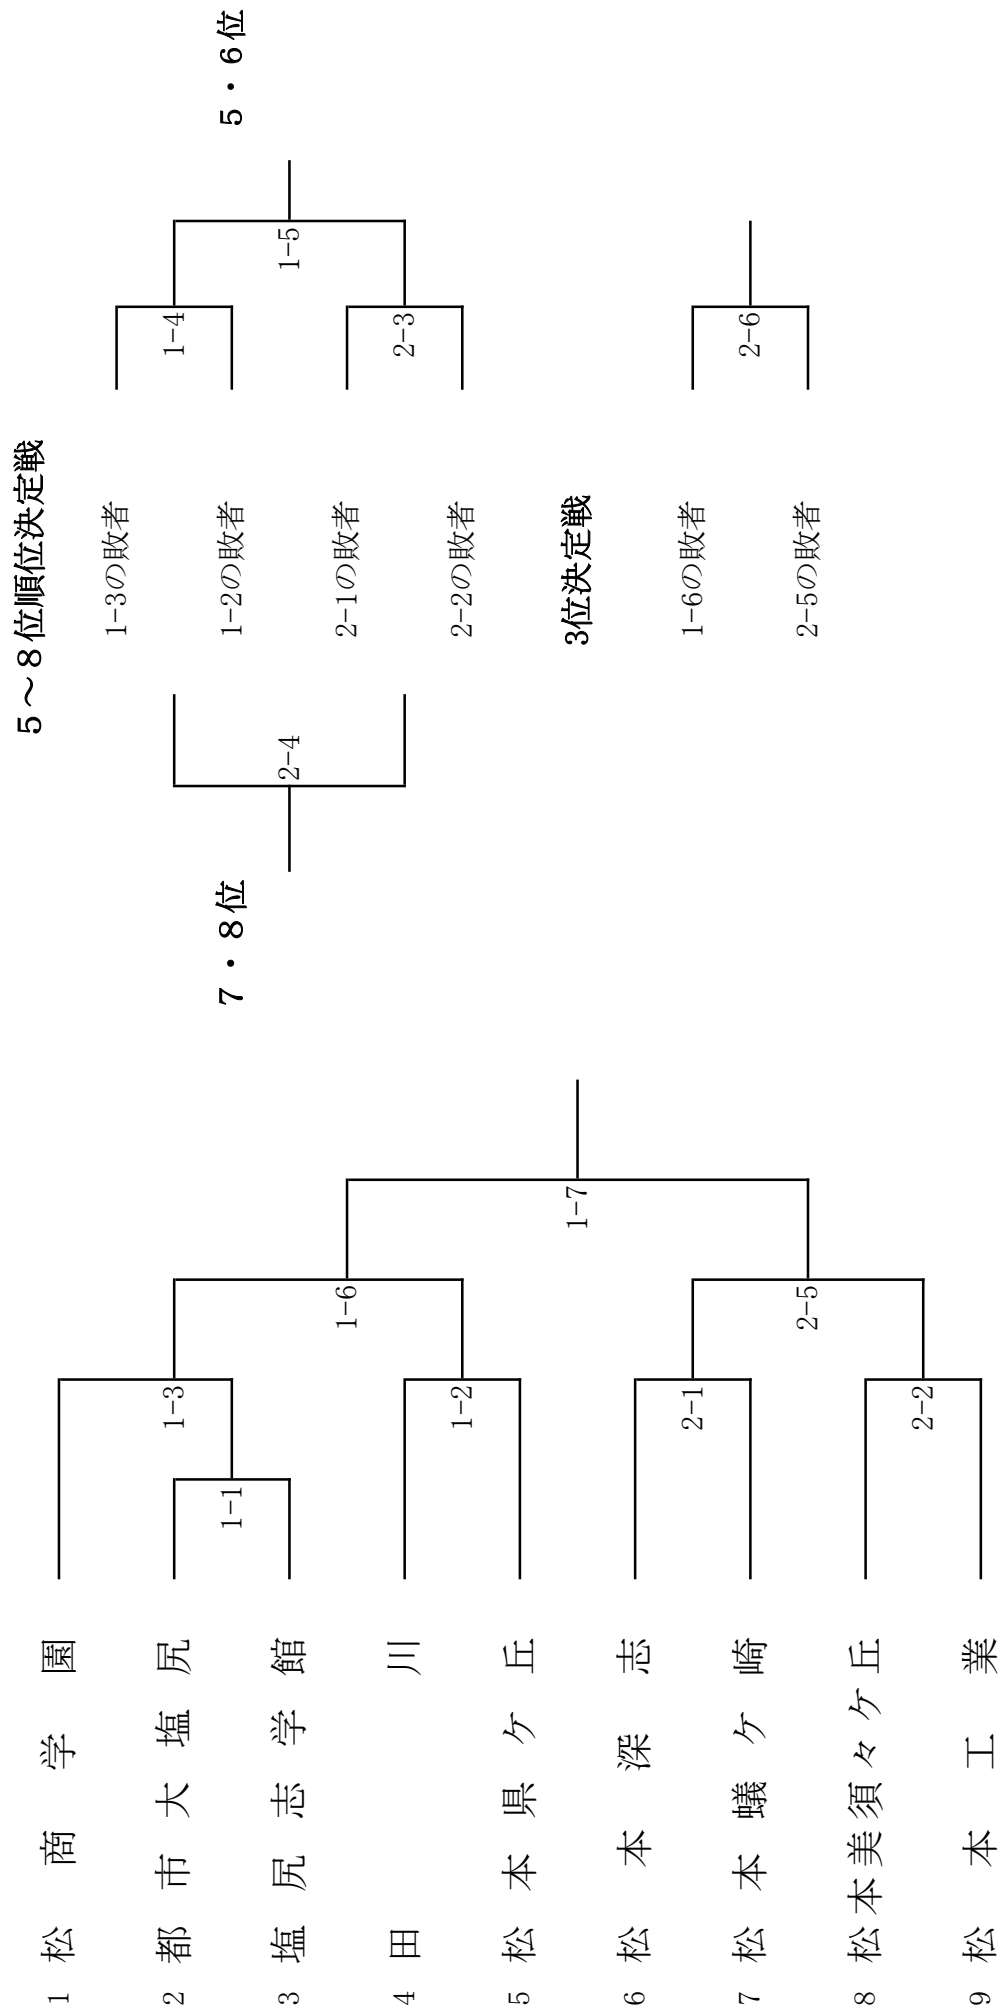 1 松商学園
2 都市大塩尻
3 塩尻志学館
4 田川
5 松本県ケ丘
6 松本深志
7 松本蟻ケ崎
8 松本美須々ケ丘
9 松本工業
1-1
1-3
1-2
2-1
2-2
1-6
2-5
1-7
5〜8位順位決定戦
1-3の敗者
1-2の敗者
2-1の敗者
2-2の敗者
1-4
2-3
1-5
5・6位
2-4
7・8位
3位決定戦
1-6の敗者
2-5の敗者
2-6